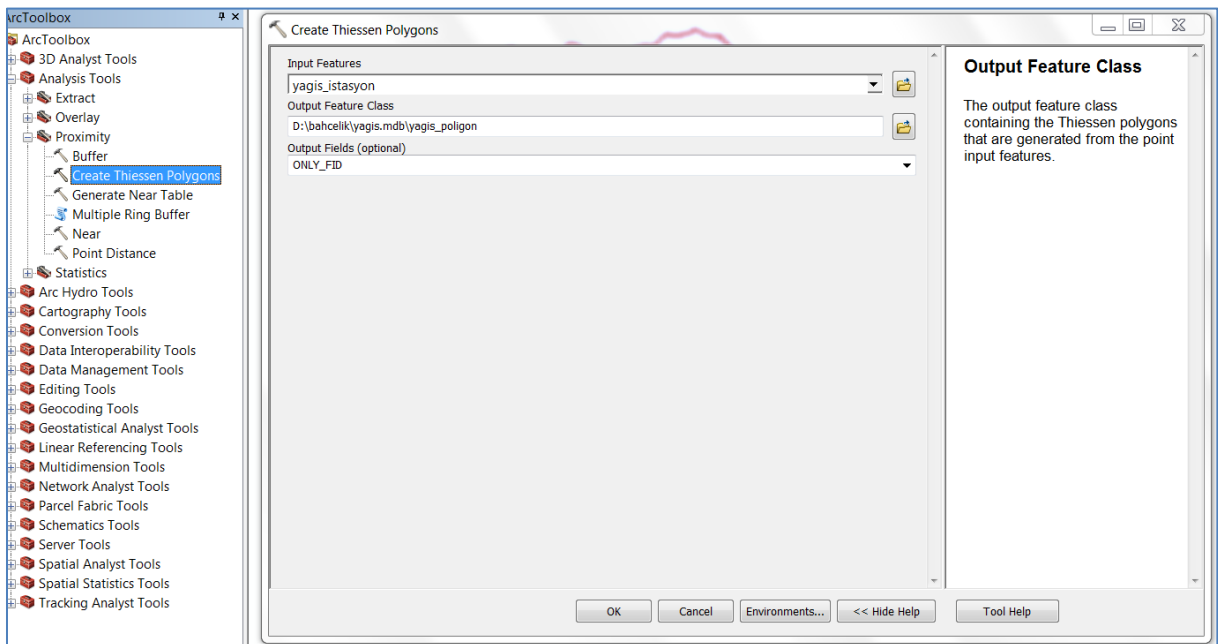 ArcToolbox
ArcToolbox
3D Analyst Tools
Analysis Tools
Extract
Overlay
Proximity
Buffer
Create Thiessen Polygons
Generate Near Table
Multiple Ring Buffer
Near
Point Distance
Statistics
Arc Hydro Tools
Cartography Tools
Conversion Tools
Data Interoperability Tools
Data Management Tools
Editing Tools
Geocoding Tools
Geostatistical Analyst Tools
Linear Referencing Tools
Multidimension Tools
Network Analyst Tools
Parcel Fabric Tools
Schematics Tools
Server Tools
Spatial Analyst Tools
Spatial Statistics Tools
Tracking Analyst Tools
Create Thiessen Polygons
Input Features
yagis_istasyon
Output Feature Class
D:\bahcelik\yagis.mdb\yagis_poligon
Output Fields (optional)
ONLY_FID
OK
Cancel
Environments...
<< Hide Help
Output Feature Class
The output feature class
containing the Thiessen polygons
that are generated from the point
input features.
Tool Help